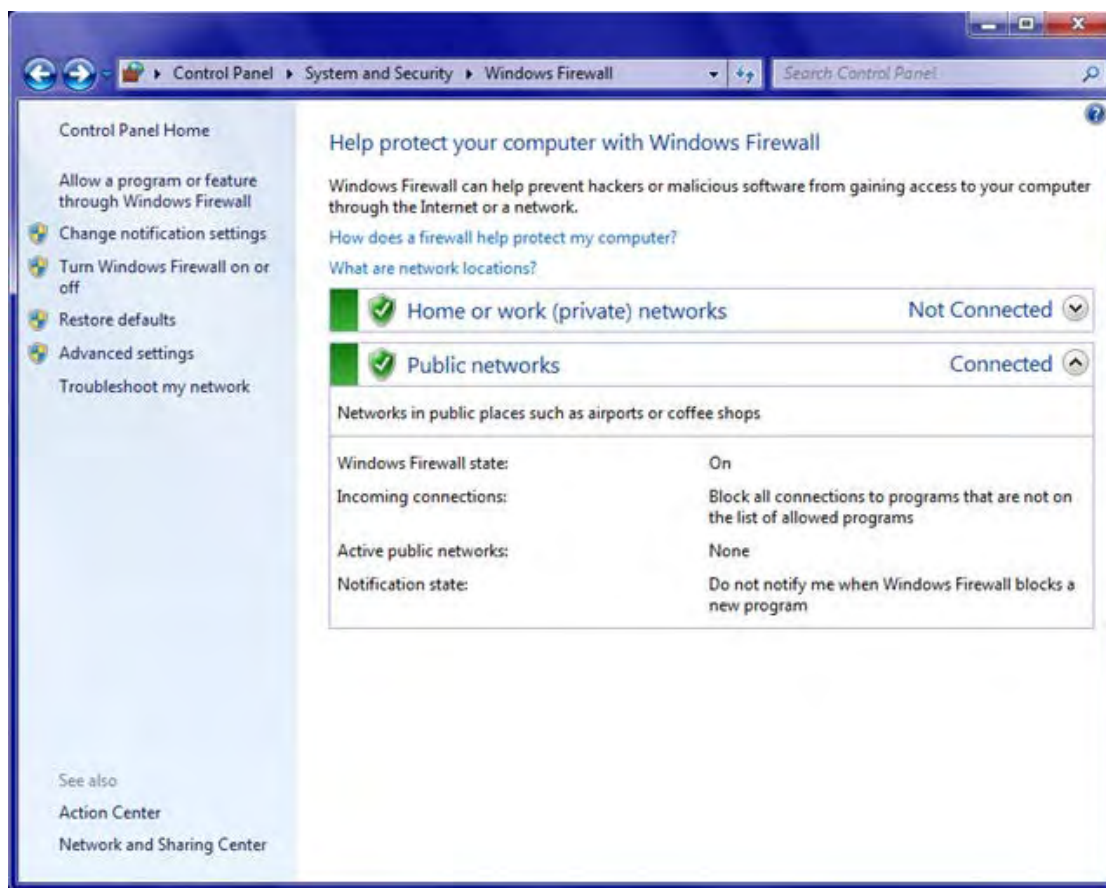 Control Panel ▸ System and Security ▸ Windows Firewall
Search Control Panel
Control Panel Home
Allow a program or feature
through Windows Firewall
Change notification settings
Turn Windows Firewall on or
off
Restore defaults
Advanced settings
Troubleshoot my network
See also
Action Center
Network and Sharing Center
Help protect your computer with Windows Firewall
Windows Firewall can help prevent hackers or malicious software from gaining access to your computer
through the Internet or a network.
How does a firewall help protect my computer?
What are network locations?
Home or work (private) networks Not Connected
Public networks Connected
Networks in public places such as airports or coffee shops
Windows Firewall state: On
Incoming connections: Block all connections to programs that are not on
the list of allowed programs
Active public networks: None
Notification state: Do not notify me when Windows Firewall blocks a
new program